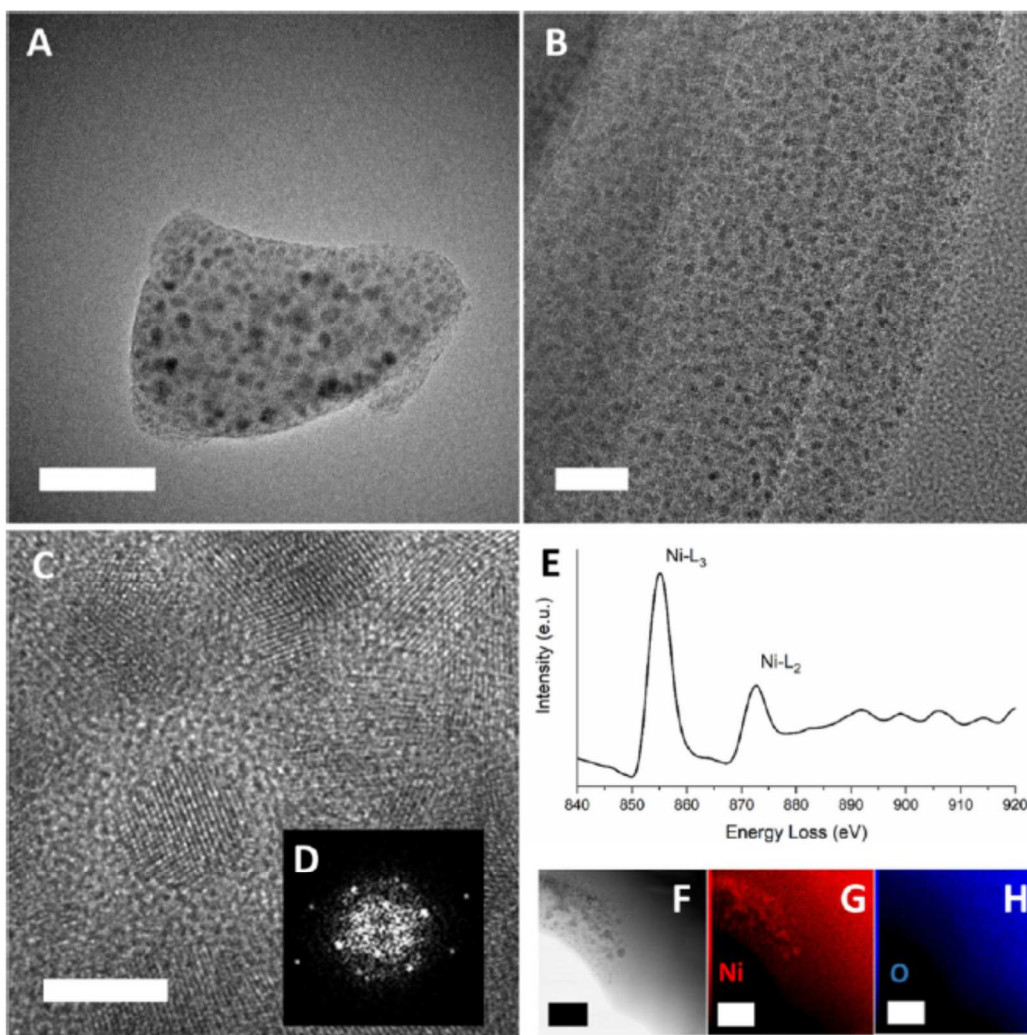 A
B
C
D
E
Ni-L₃
Ni-L₂
Intensity (e.u.)
840 850 860 870 880 890 900 910 920
Energy Loss (eV)
F
G
H
Ni
O